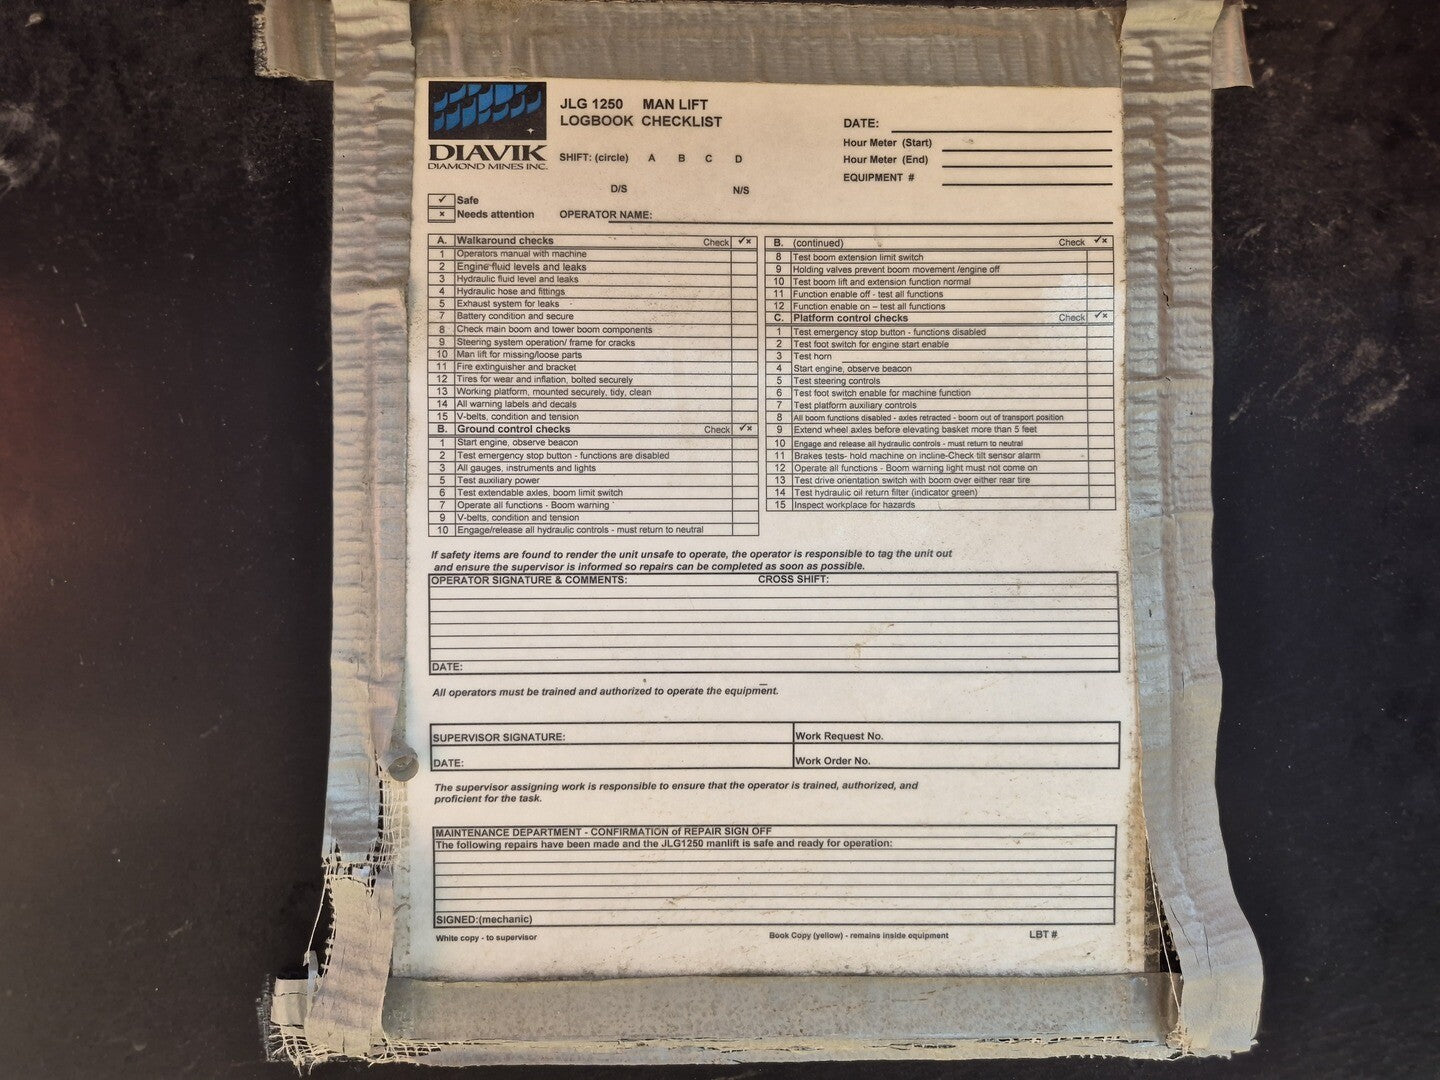 JLG 1250 MAN LIFT
LOGBOOK CHECKLIST
DIAVIK
DIAMOND MINES INC.
SHIFT: (circle) A B C D
D/S N/S
DATE:
Hour Meter (Start)
Hour Meter (End)
EQUIPMENT #
✓ Safe
× Needs attention
OPERATOR NAME:
A. Walkaround checks Check ✓×
1 Operators manual with machine
2 Engine fluid levels and leaks
3 Hydraulic fluid level and leaks
4 Hydraulic hose and fittings
5 Exhaust system for leaks
7 Battery condition and secure
8 Check main boom and tower boom components
9 Steering system operation/ frame for cracks
10 Man lift for missing/loose parts
11 Fire extinguisher and bracket
12 Tires for wear and inflation, bolted securely
13 Working platform, mounted securely, tidy, clean
14 All warning labels and decals
15 V-belts, condition and tension
B. Ground control checks Check ✓×
1 Start engine, observe beacon
2 Test emergency stop button - functions are disabled
3 All gauges, instruments and lights
5 Test auxiliary power
6 Test extendable axles, boom limit switch
7 Operate all functions - Boom warning
9 V-belts, condition and tension
10 Engage/release all hydraulic controls - must return to neutral
B. (continued) Check ✓×
8 Test boom extension limit switch
9 Holding valves prevent boom movement /engine off
10 Test boom lift and extension function normal
11 Function enable off - test all functions
12 Function enable on – test all functions
C. Platform control checks Check ✓×
1 Test emergency stop button - functions disabled
2 Test foot switch for engine start enable
3 Test horn
4 Start engine, observe beacon
5 Test steering controls
6 Test foot switch enable for machine function
7 Test platform auxiliary controls
8 All boom functions disabled - axles retracted - boom out of transport position
9 Extend wheel axles before elevating basket more than 5 feet
10 Engage and release all hydraulic controls - must return to neutral
11 Brakes tests- hold machine on incline-Check tilt sensor alarm
12 Operate all functions - Boom warning light must not come on
13 Test drive orientation switch with boom over either rear tire
14 Test hydraulic oil return filter (indicator green)
15 Inspect workplace for hazards
If safety items are found to render the unit unsafe to operate, the operator is responsible to tag the unit out
and ensure the supervisor is informed so repairs can be completed as soon as possible.
OPERATOR SIGNATURE & COMMENTS: CROSS SHIFT:
DATE:
All operators must be trained and authorized to operate the equipment.
SUPERVISOR SIGNATURE: Work Request No.
DATE: Work Order No.
The supervisor assigning work is responsible to ensure that the operator is trained, authorized, and
proficient for the task.
MAINTENANCE DEPARTMENT - CONFIRMATION of REPAIR SIGN OFF
The following repairs have been made and the JLG1250 manlift is safe and ready for operation:
SIGNED:(mechanic)
White copy - to supervisor Book Copy (yellow) - remains inside equipment LBT #